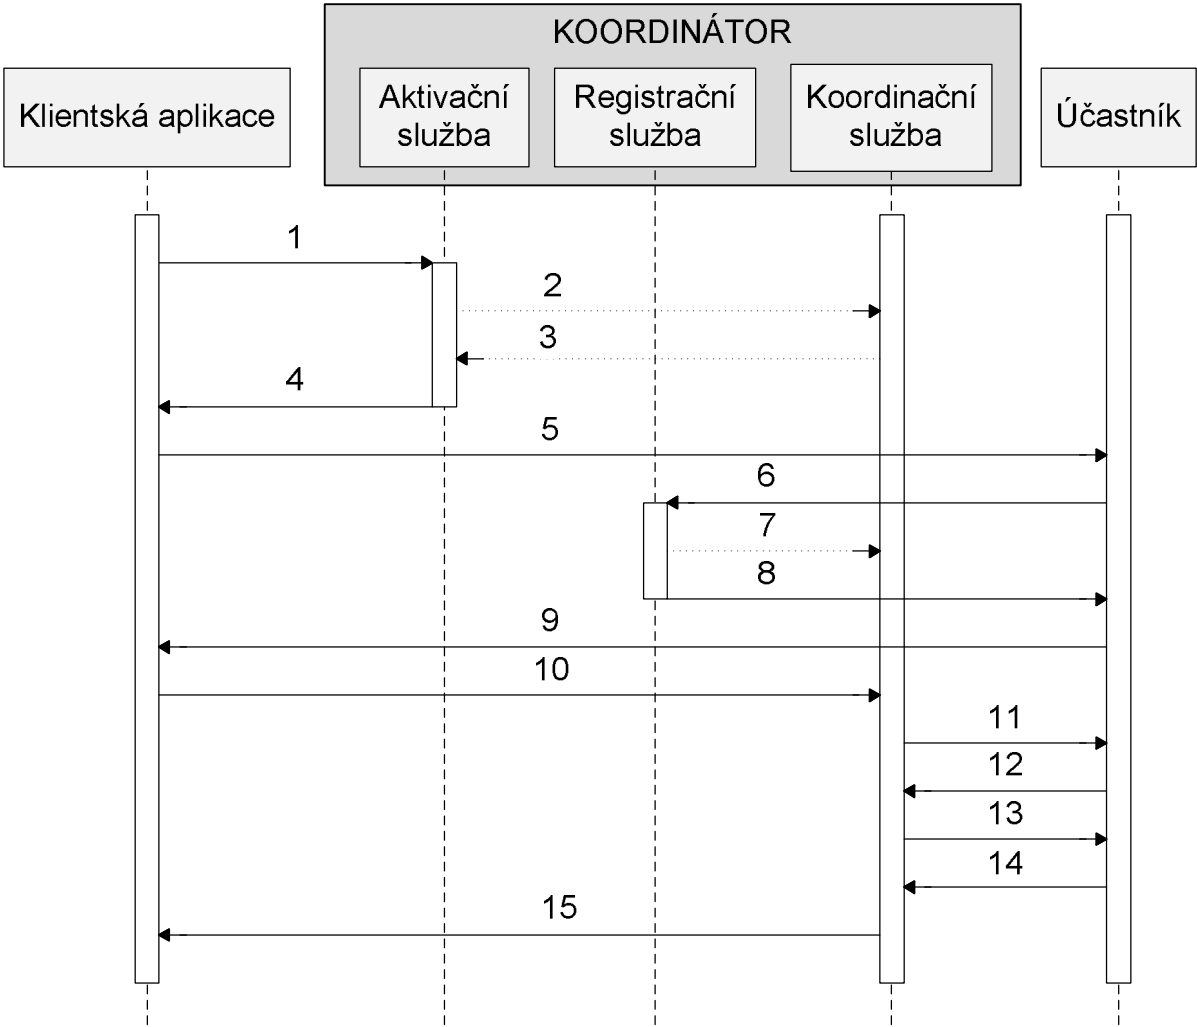 KOORDINÁTOR
Klientská aplikace
Aktivační
služba
Registrační
služba
Koordinační
služba
Účastník
1
2
3
4
5
6
7
8
9
10
11
12
13
14
15